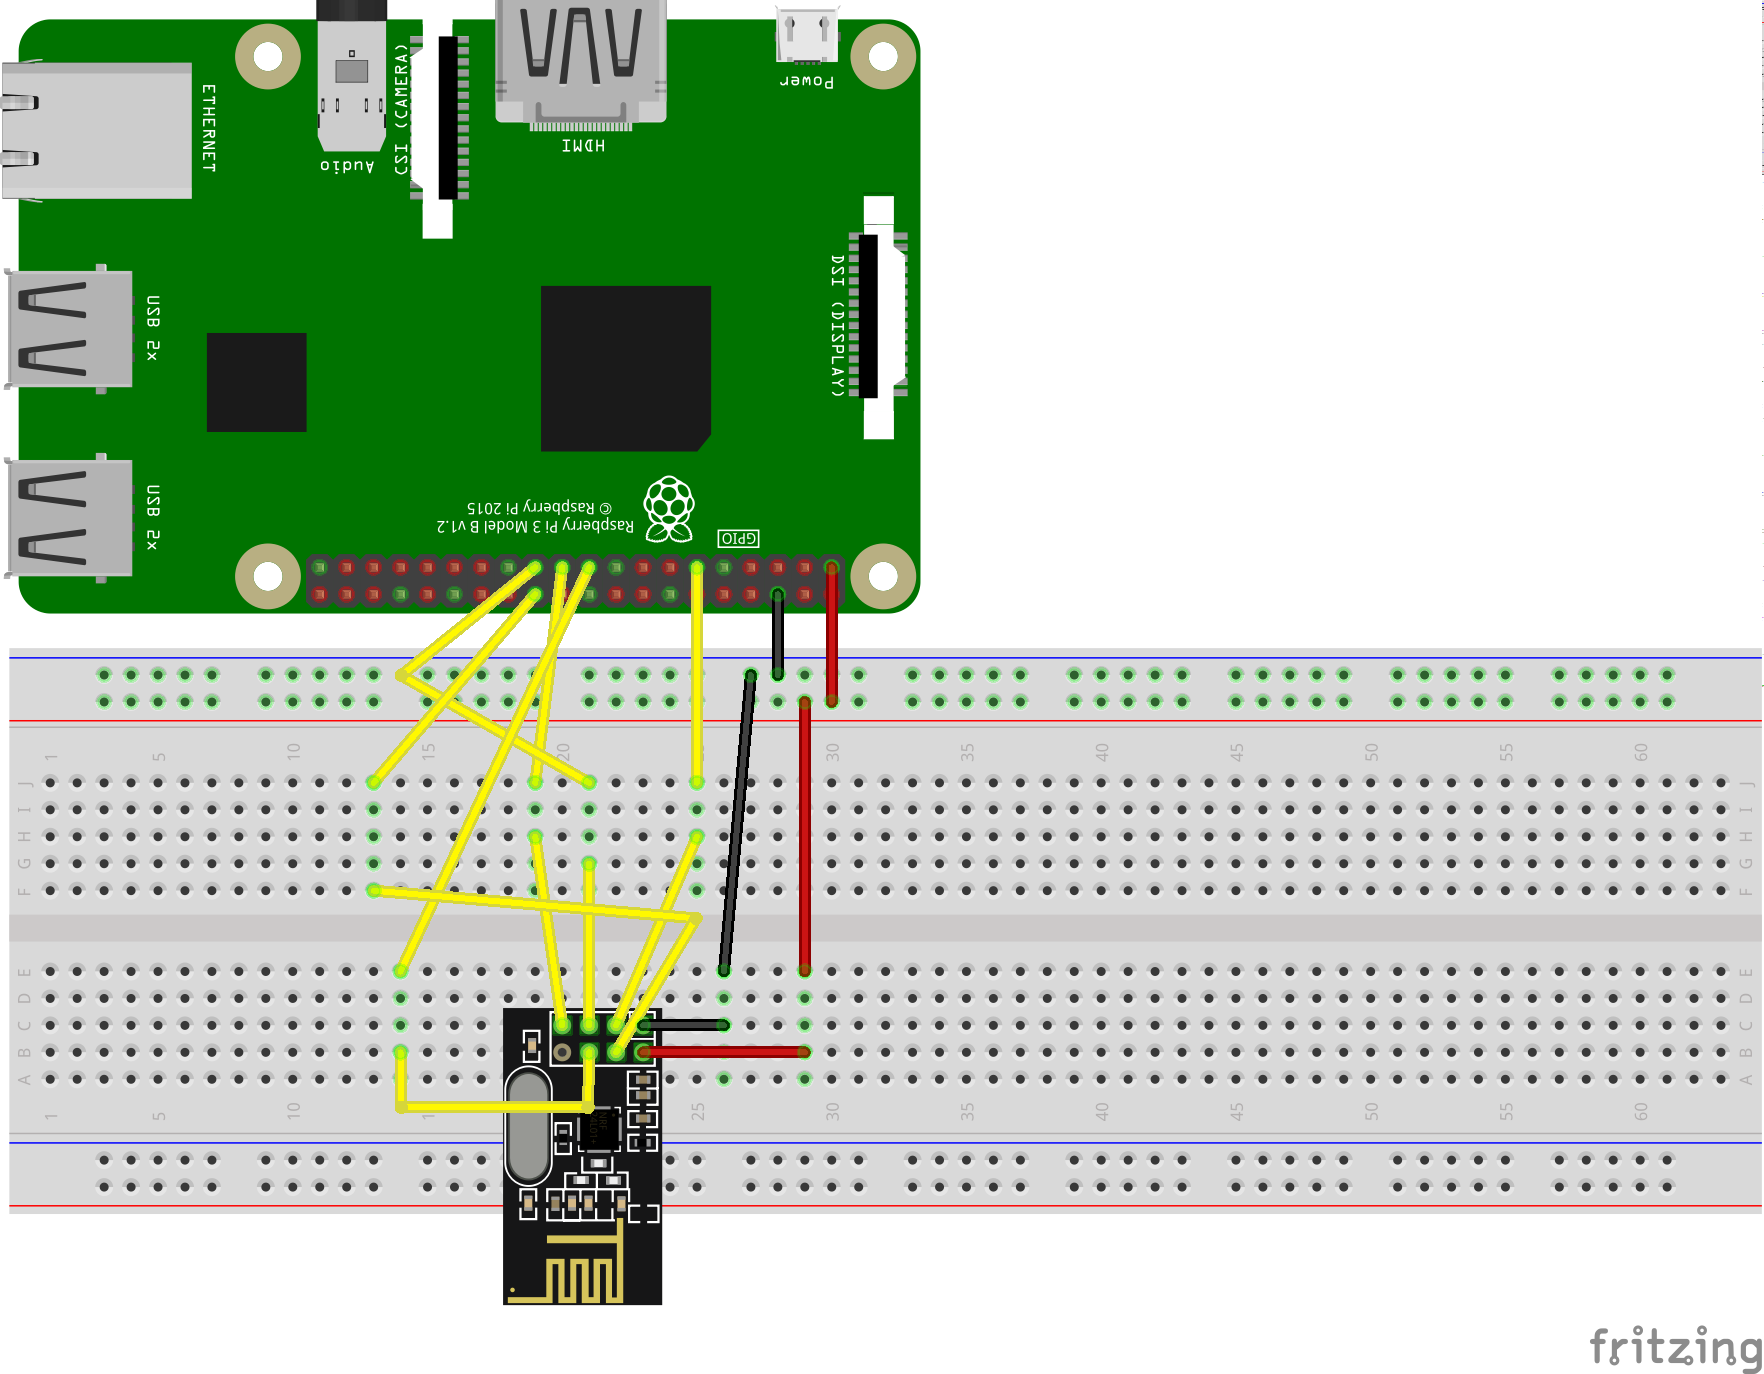 ETHERNET
Audio
CSI (CAMERA)
HDMI
Power
DSI (DISPLAY)
USB 2x
USB 2x
© Raspberry Pi 2015
Raspberry Pi 3 Model B v1.2
GPIO
1 5 10 15 20 30 35 40 45 50 55 60
J J
I I
H H
G G
F F
E E
D D
C C
B B
A A
1 5 10 25 30 35 40 45 50 55 60
NRF
fritzing